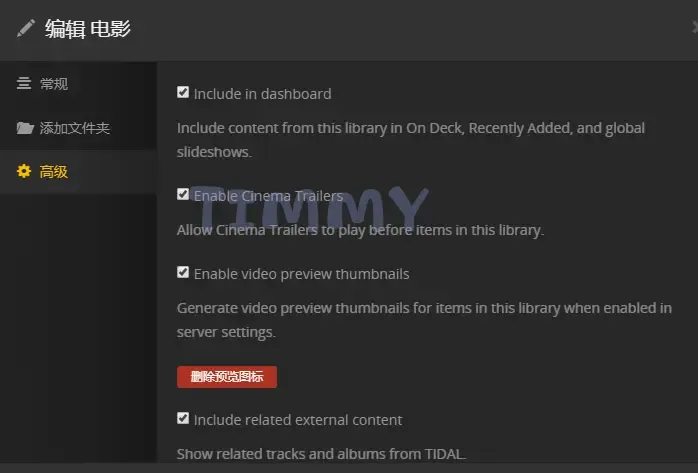 编辑 电影
常规
添加文件夹
高级
Include in dashboard
Include content from this library in On Deck, Recently Added, and global
slideshows.
Enable Cinema Trailers
TIMMY
Allow Cinema Trailers to play before items in this library.
Enable video preview thumbnails
Generate video preview thumbnails for items in this library when enabled in
server settings.
删除预览图标
Include related external content
Show related tracks and albums from TIDAL.